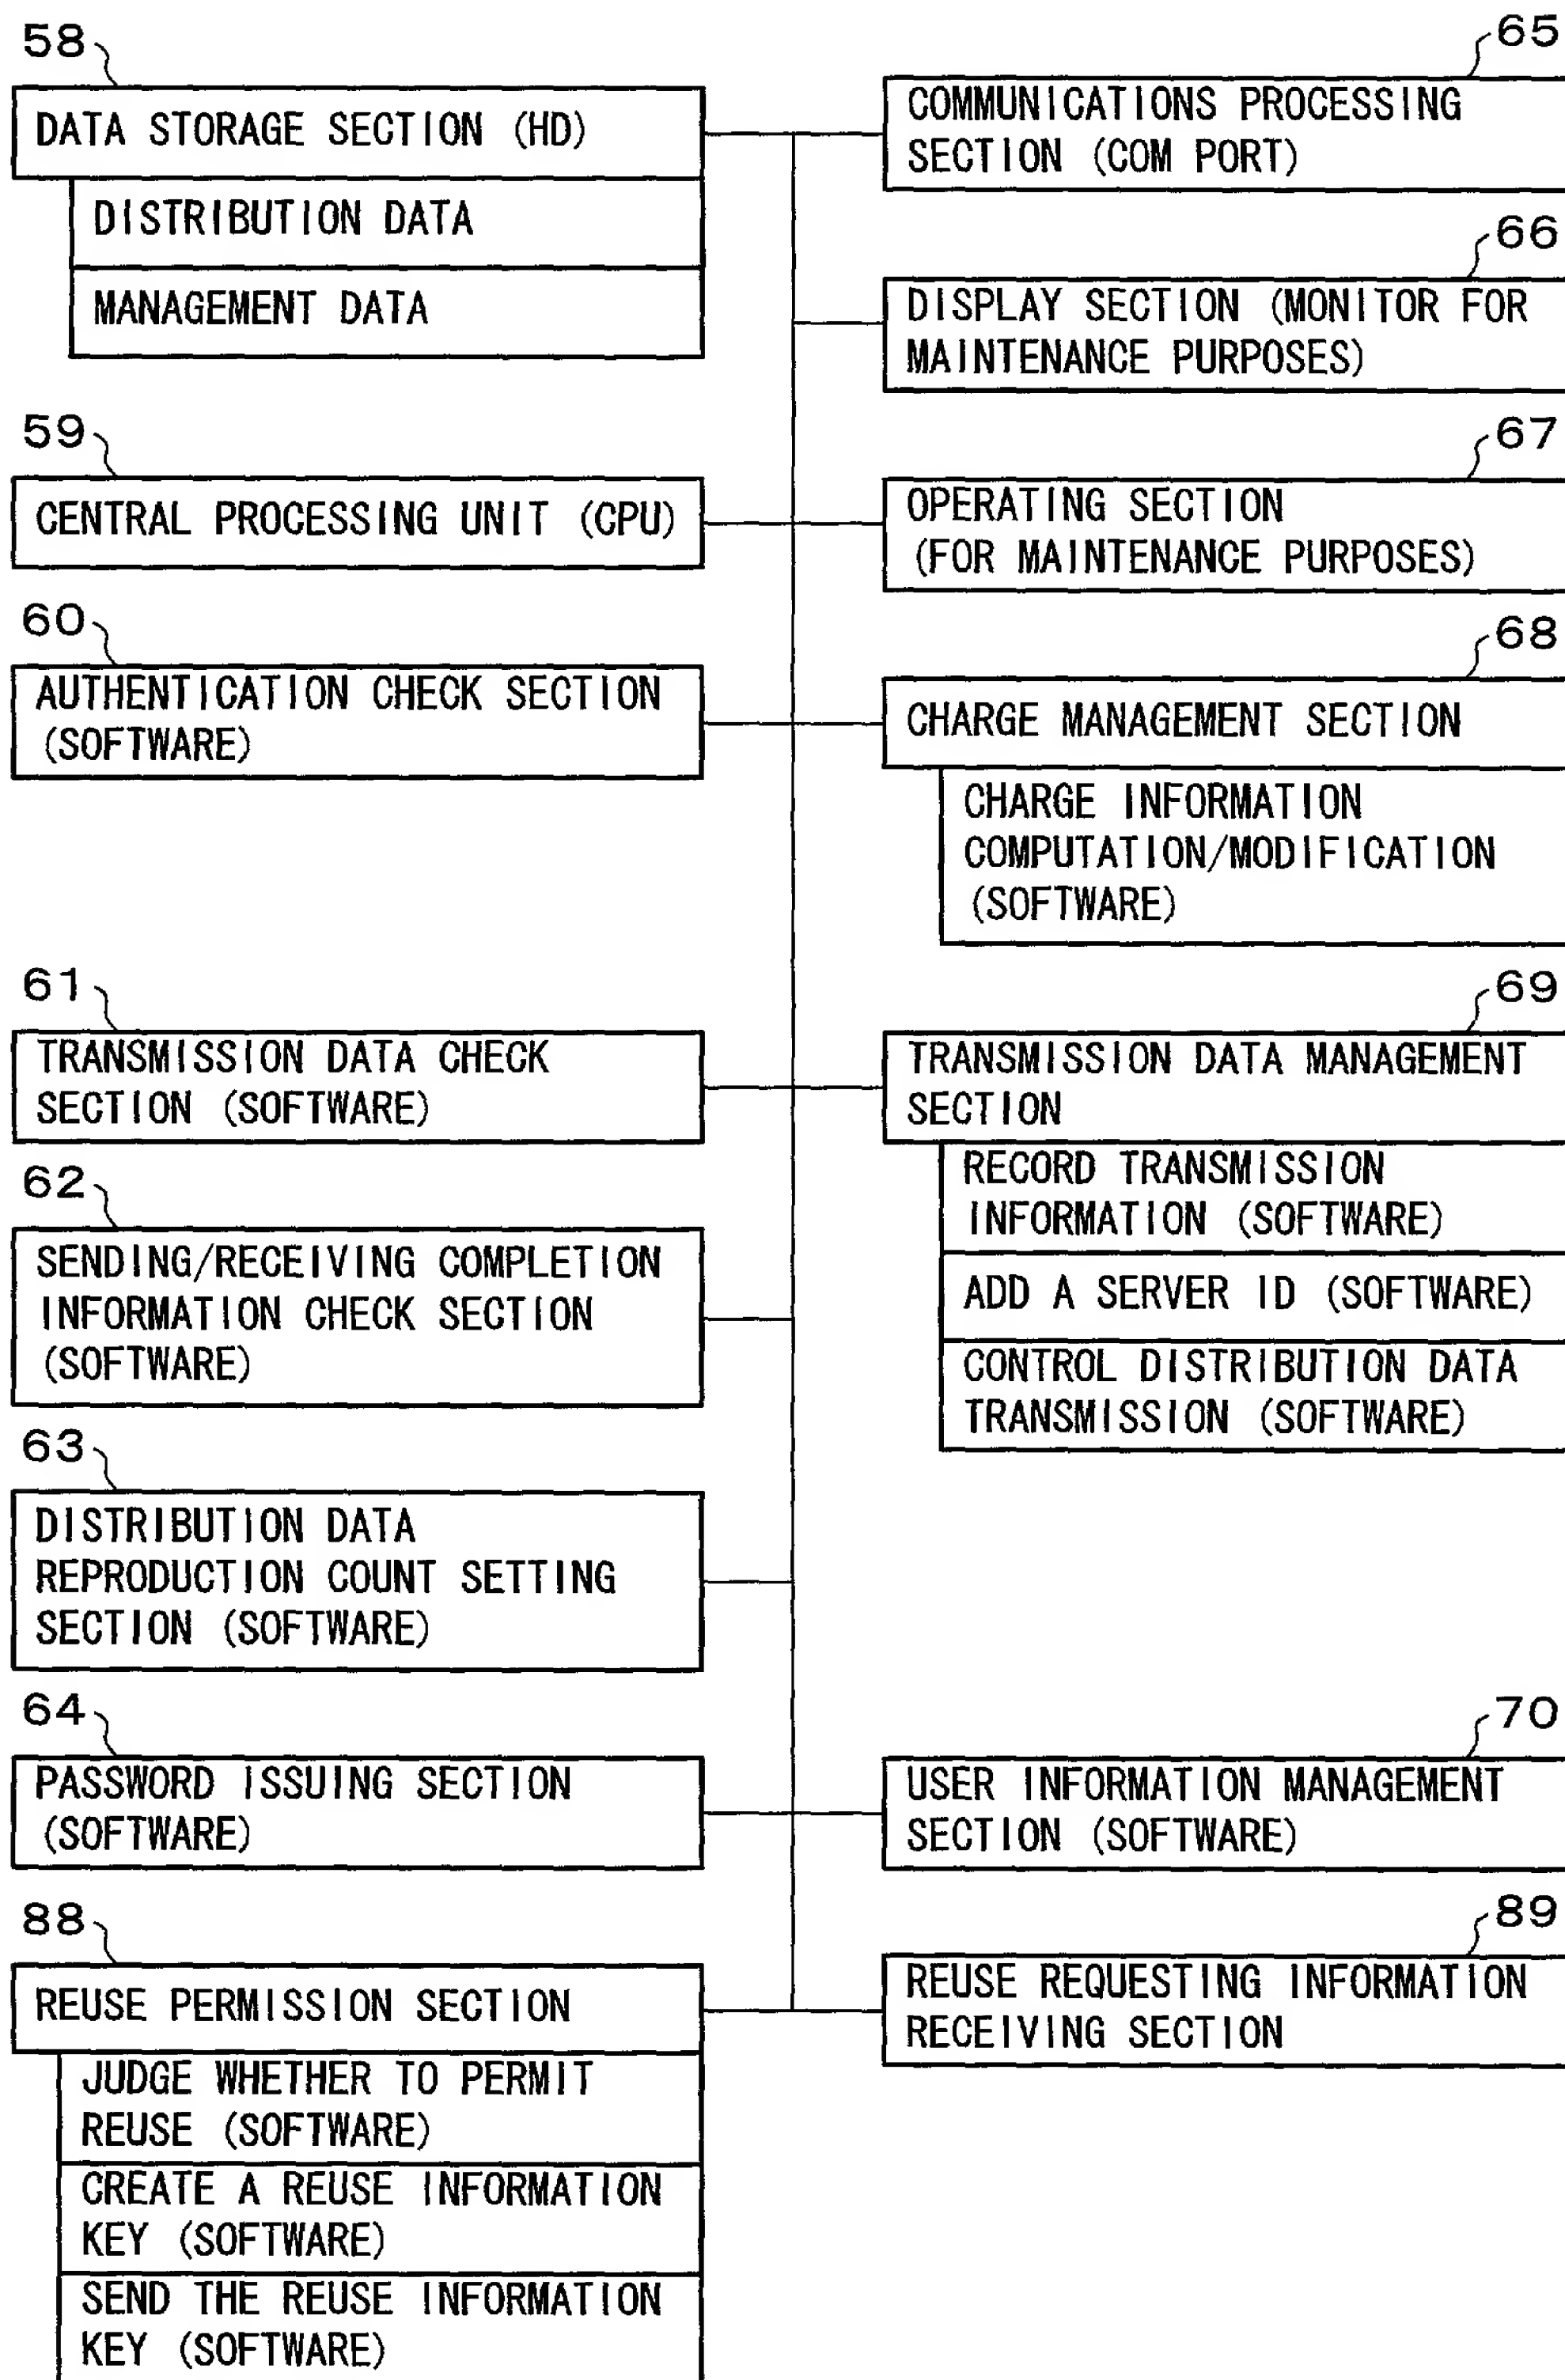 58
DATA STORAGE SECTION (HD)
DISTRIBUTION DATA
MANAGEMENT DATA
59
CENTRAL PROCESSING UNIT (CPU)
60
AUTHENTICATION CHECK SECTION
(SOFTWARE)
61
TRANSMISSION DATA CHECK
SECTION (SOFTWARE)
62
SENDING/RECEIVING COMPLETION
INFORMATION CHECK SECTION
(SOFTWARE)
63
DISTRIBUTION DATA
REPRODUCTION COUNT SETTING
SECTION (SOFTWARE)
64
PASSWORD ISSUING SECTION
(SOFTWARE)
88
REUSE PERMISSION SECTION
JUDGE WHETHER TO PERMIT
REUSE (SOFTWARE)
CREATE A REUSE INFORMATION
KEY (SOFTWARE)
SEND THE REUSE INFORMATION
KEY (SOFTWARE)
65
COMMUNICATIONS PROCESSING
SECTION (COM PORT)
66
DISPLAY SECTION (MONITOR FOR
MAINTENANCE PURPOSES)
67
OPERATING SECTION
(FOR MAINTENANCE PURPOSES)
68
CHARGE MANAGEMENT SECTION
CHARGE INFORMATION
COMPUTATION/MODIFICATION
(SOFTWARE)
69
TRANSMISSION DATA MANAGEMENT
SECTION
RECORD TRANSMISSION
INFORMATION (SOFTWARE)
ADD A SERVER ID (SOFTWARE)
CONTROL DISTRIBUTION DATA
TRANSMISSION (SOFTWARE)
70
USER INFORMATION MANAGEMENT
SECTION (SOFTWARE)
89
REUSE REQUESTING INFORMATION
RECEIVING SECTION